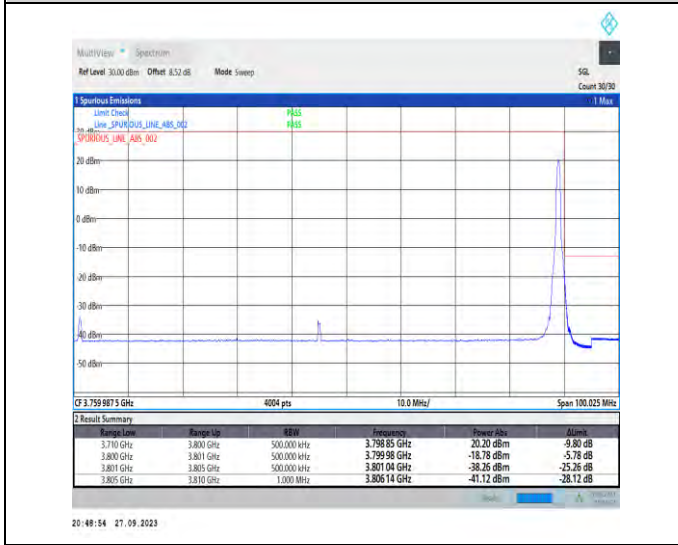 MultiView Spectrum
Ref Level 30.00 dBm Offset 8.52 dB Mode Sweep SGL
Count 30/30
1 Spurious Emissions 1 Max
Limit Check PASS
Line _SPURIOUS_LINE_ABS_002 PASS
_SPURIOUS_LINE_ABS_002
20 dBm
10 dBm
0 dBm
-10 dBm
-20 dBm
-30 dBm
-40 dBm
-50 dBm
CF 3.759 987 5 GHz 4004 pts 10.0 MHz/ Span 100.025 MHz
2 Result Summary
Range Low Range Up RBW Frequency Power Abs ΔLimit
3.710 GHz 3.800 GHz 500.000 kHz 3.798 85 GHz 20.20 dBm -9.80 dB
3.800 GHz 3.801 GHz 500.000 kHz 3.799 98 GHz -18.78 dBm -5.78 dB
3.801 GHz 3.805 GHz 500.000 kHz 3.801 04 GHz -38.26 dBm -25.26 dB
3.805 GHz 3.810 GHz 1.000 MHz 3.806 14 GHz -41.12 dBm -28.12 dB
20:48:54 27.09.2023